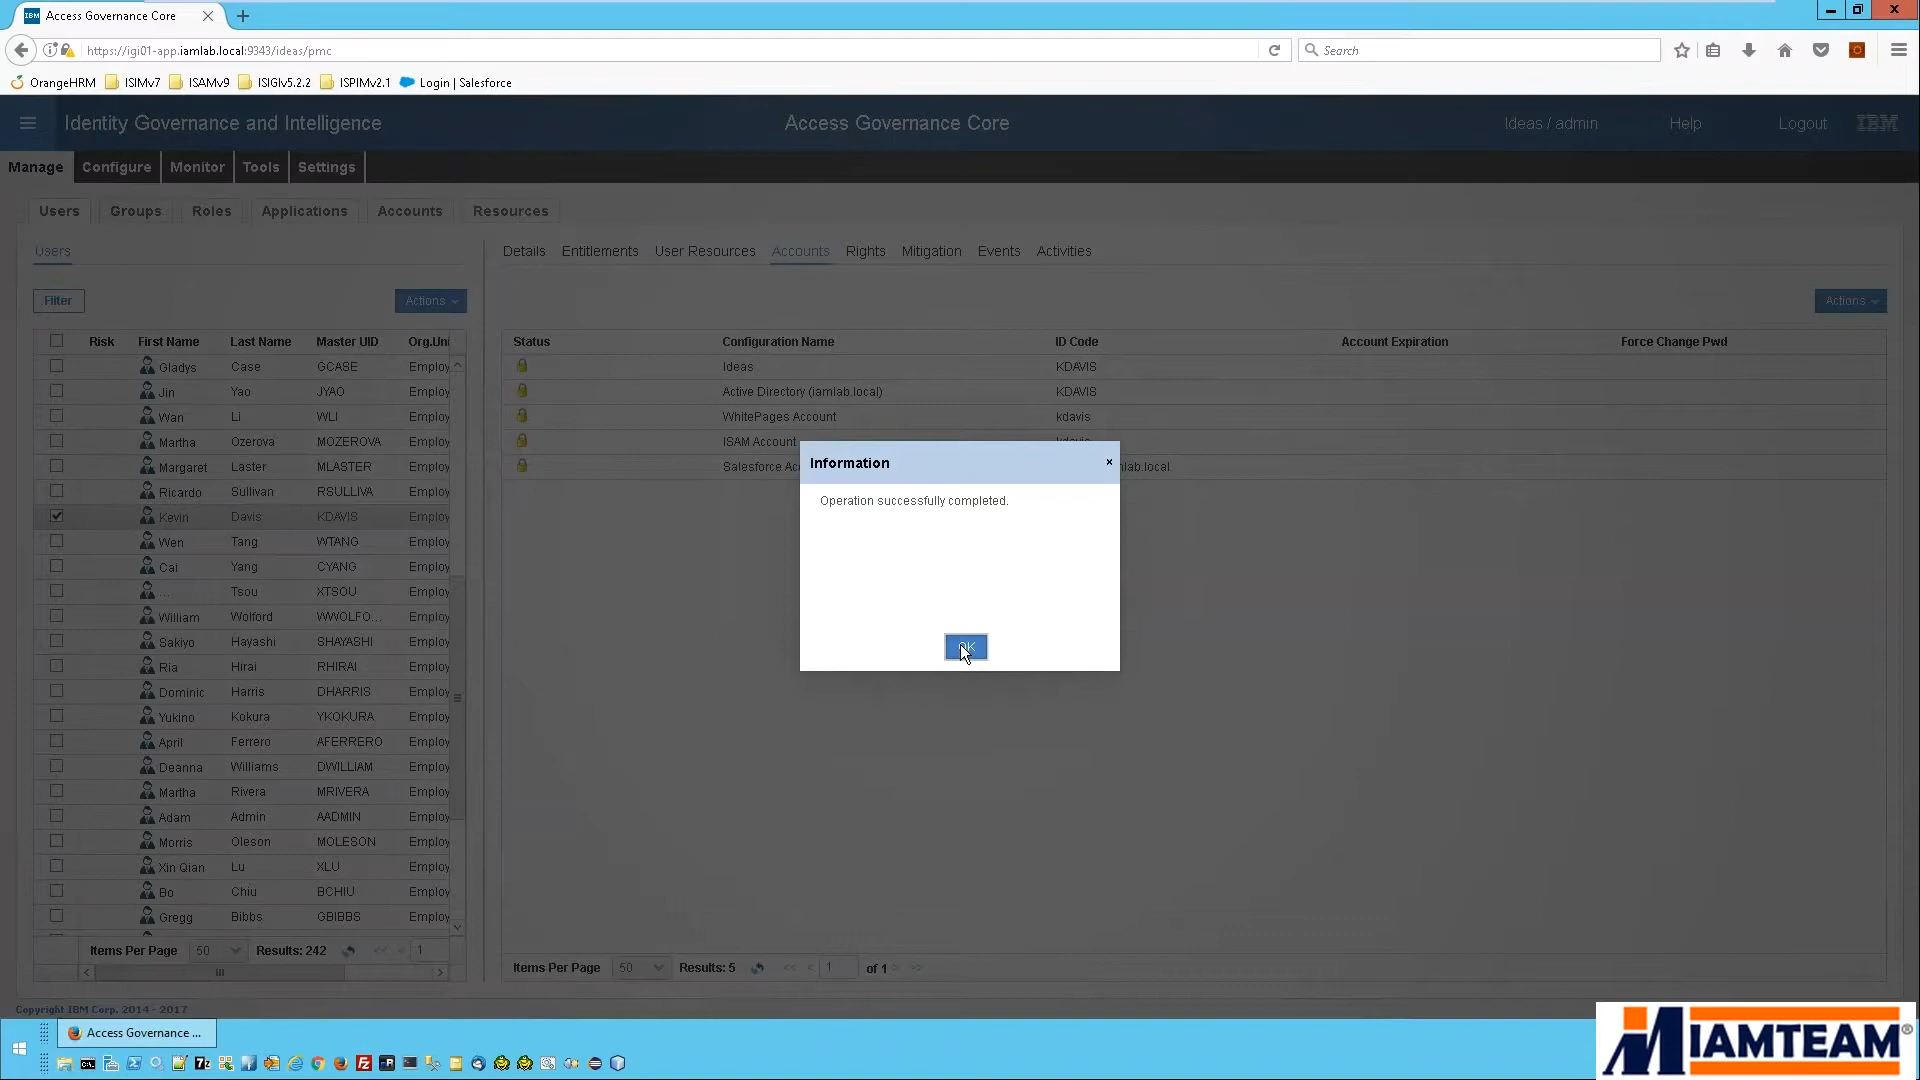 IBM Access Governance Core
https://igi01-app.iamlab.local:9343/ideas/pmc
Search
OrangeHRM ISIMv7 ISAMv9 ISIGIv5.2.2 ISPIMv2.1 Login | Salesforce
Identity Governance and Intelligence Access Governance Core Ideas / admin Help Logout IBM
Manage Configure Monitor Tools Settings
Users Groups Roles Applications Accounts Resources
Users
Details Entitlements User Resources Accounts Rights Mitigation Events Activities
Filter Actions Actions
Risk First Name Last Name Master UID Org.Uni
Gladys Case GCASE Employ
Jin Yao JYAO Employ
Wan Li WLI Employ
Martha Ozerova MOZEROVA Employ
Margaret Laster MLASTER Employ
Ricardo Sullivan RSULLIVA Employ
Kevin Davis KDAVIS Employ
Wen Tang WTANG Employ
Cai Yang CYANG Employ
... Tsou XTSOU Employ
William Wolford WWOLFO... Employ
Sakiyo Hayashi SHAYASHI Employ
Ria Hirai RHIRAI Employ
Dominic Harris DHARRIS Employ
Yukino Kokura YKOKURA Employ
April Ferrero AFERRERO Employ
Deanna Williams DWILLIAM Employ
Martha Rivera MRIVERA Employ
Adam Admin AADMIN Employ
Morris Oleson MOLESON Employ
Xin Qian Lu XLU Employ
Bo Chiu BCHIU Employ
Gregg Bibbs GBIBBS Employ
Items Per Page 50 Results: 242 << < 1
Status Configuration Name ID Code Account Expiration Force Change Pwd
Ideas KDAVIS
Active Directory (iamlab.local) KDAVIS
WhitePages Account kdavis
ISAM Account kdavis
Salesforce Acc mlab.local
Information ×
Operation successfully completed.
OK
Items Per Page 50 Results: 5 << < 1 of 1 > >>
Copyright IBM Corp. 2014 - 2017
Access Governance ...
IAMTEAM®